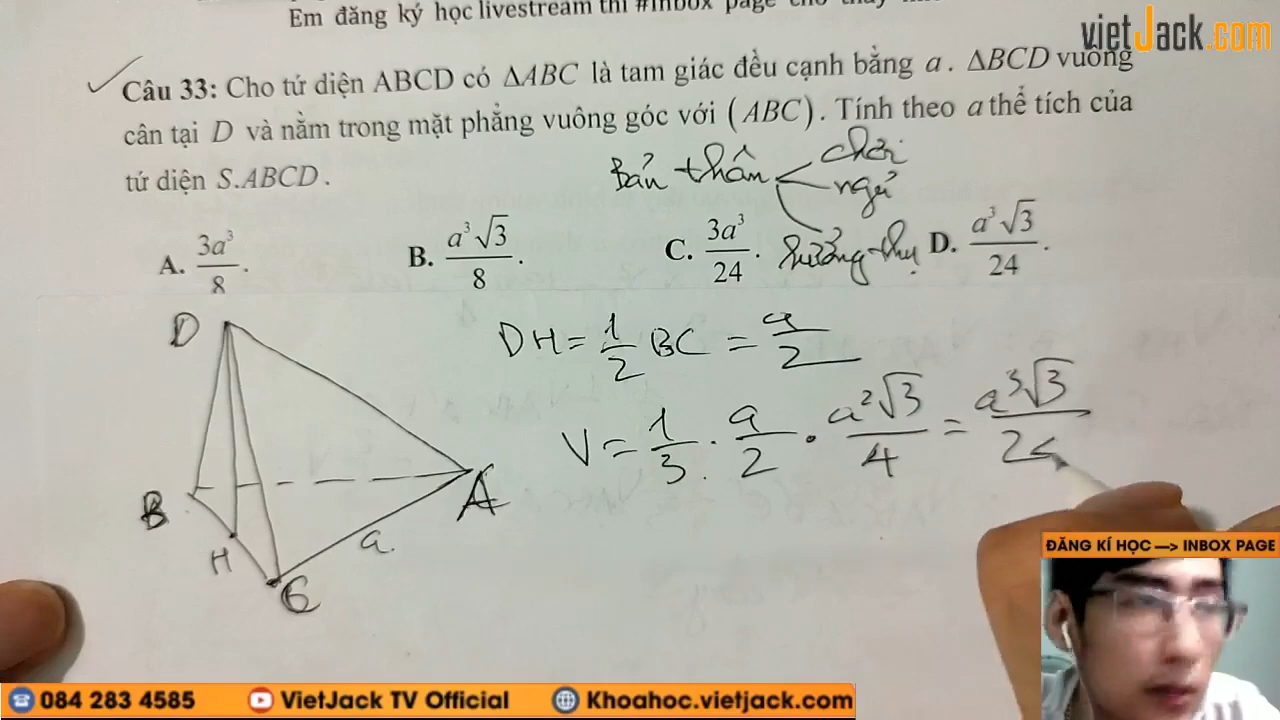 Em đăng ký học livestream thì #inbox page cho thầy
vietJack.com
Câu 33: Cho tứ diện ABCD có ΔABC là tam giác đều cạnh bằng a. ΔBCD vuông
cân tại D và nằm trong mặt phẳng vuông góc với (ABC). Tính theo a thể tích của
tứ diện S.ABCD.
Bản thân chơi
ngủ
hưởng thụ
A. 3a³/8.
B. a³√3/8.
C. 3a³/24.
D. a³√3/24.
D
DH = 1/2 BC = a/2
V = 1/3 . a/2 . a²√3/4 = a³√3/24
B
A
H
a
C
ĐĂNG KÍ HỌC —> INBOX PAGE
084 283 4585 VietJack TV Official Khoahoc.vietjack.com